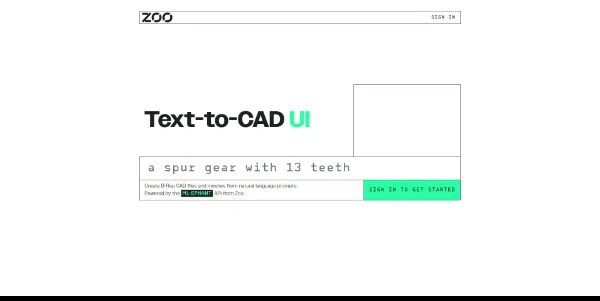 ZOO
SIGN IN
Text-to-CAD UI
a spur gear with 13 teeth
Create B-Rep CAD files and meshes from natural language prompts.
Powered by the ML-EPHANT API from Zoo.
SIGN IN TO GET STARTED